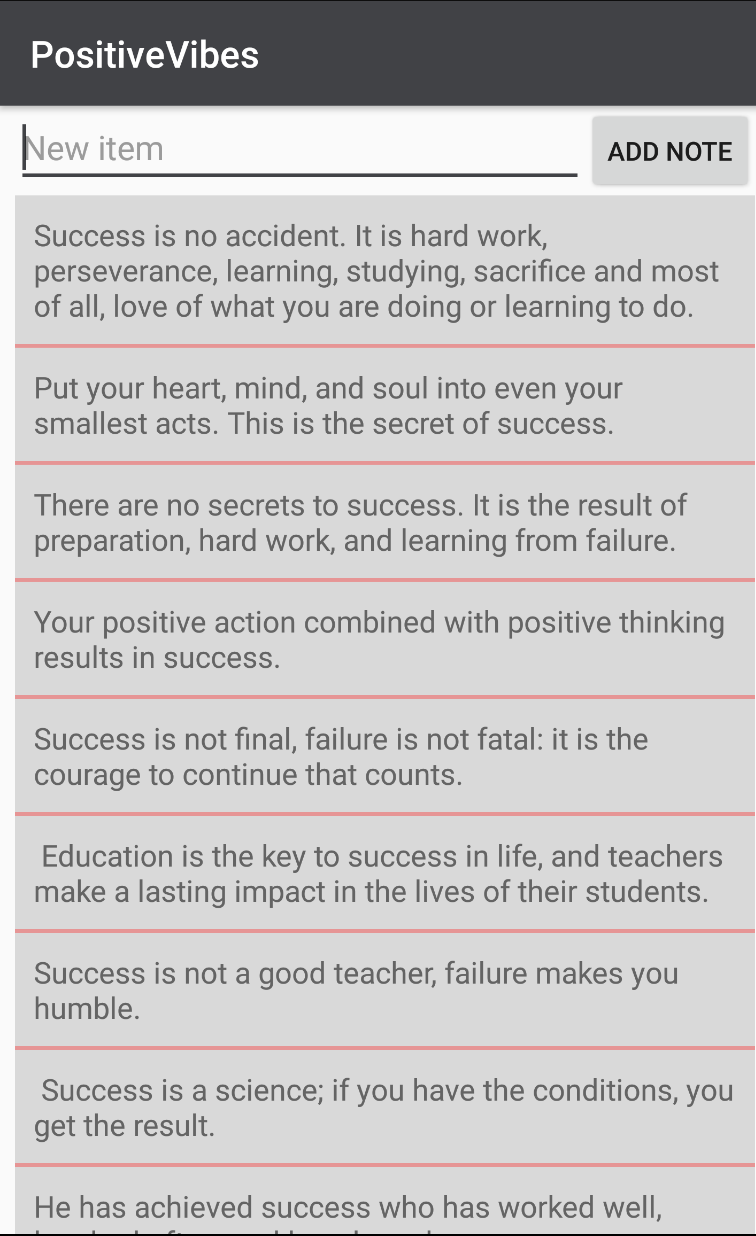 PositiveVibes
New item
ADD NOTE
Success is no accident. It is hard work,
perseverance, learning, studying, sacrifice and most
of all, love of what you are doing or learning to do.
Put your heart, mind, and soul into even your
smallest acts. This is the secret of success.
There are no secrets to success. It is the result of
preparation, hard work, and learning from failure.
Your positive action combined with positive thinking
results in success.
Success is not final, failure is not fatal: it is the
courage to continue that counts.
Education is the key to success in life, and teachers
make a lasting impact in the lives of their students.
Success is not a good teacher, failure makes you
humble.
Success is a science; if you have the conditions, you
get the result.
He has achieved success who has worked well,